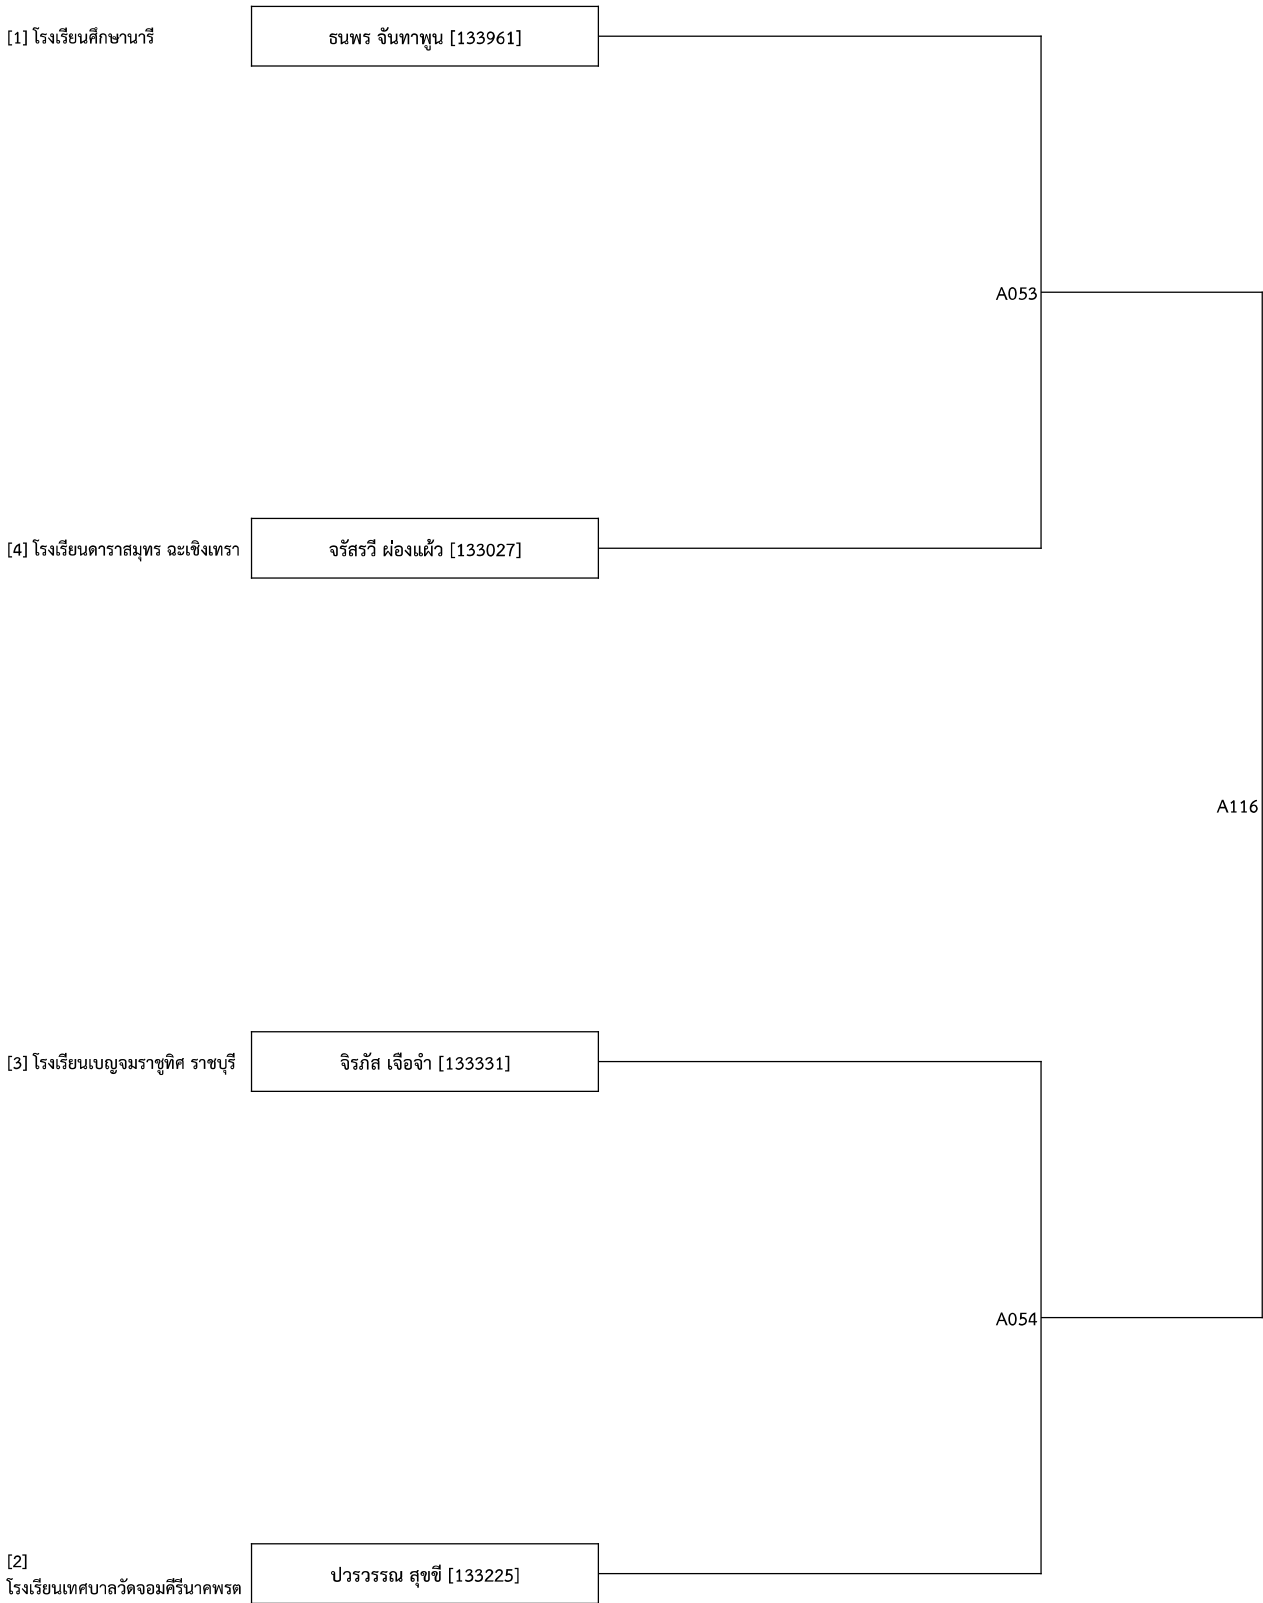 [1] โรงเรียนศึกษานารี
ธนพร จันทาพูน [133961]
A053
[4] โรงเรียนดาราสมุทร ฉะเชิงเทรา
จรัสรวี ผ่องแผ้ว [133027]
A116
[3] โรงเรียนเบญจมราชูทิศ ราชบุรี
จิรภัส เจือจำ [133331]
A054
[2]
โรงเรียนเทศบาลวัดจอมคีรีนาคพรต
ปวรวรรณ สุขขี [133225]